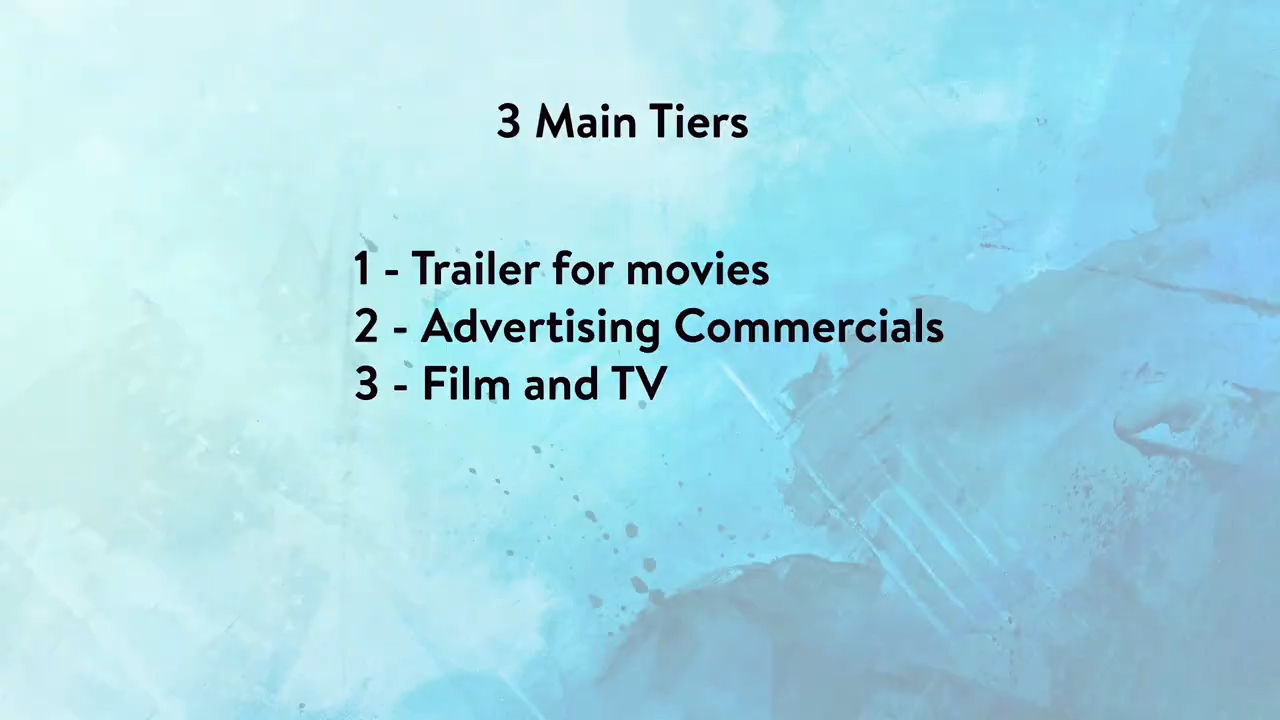 3 Main Tiers
1 - Trailer for movies
2 - Advertising Commercials
3 - Film and TV